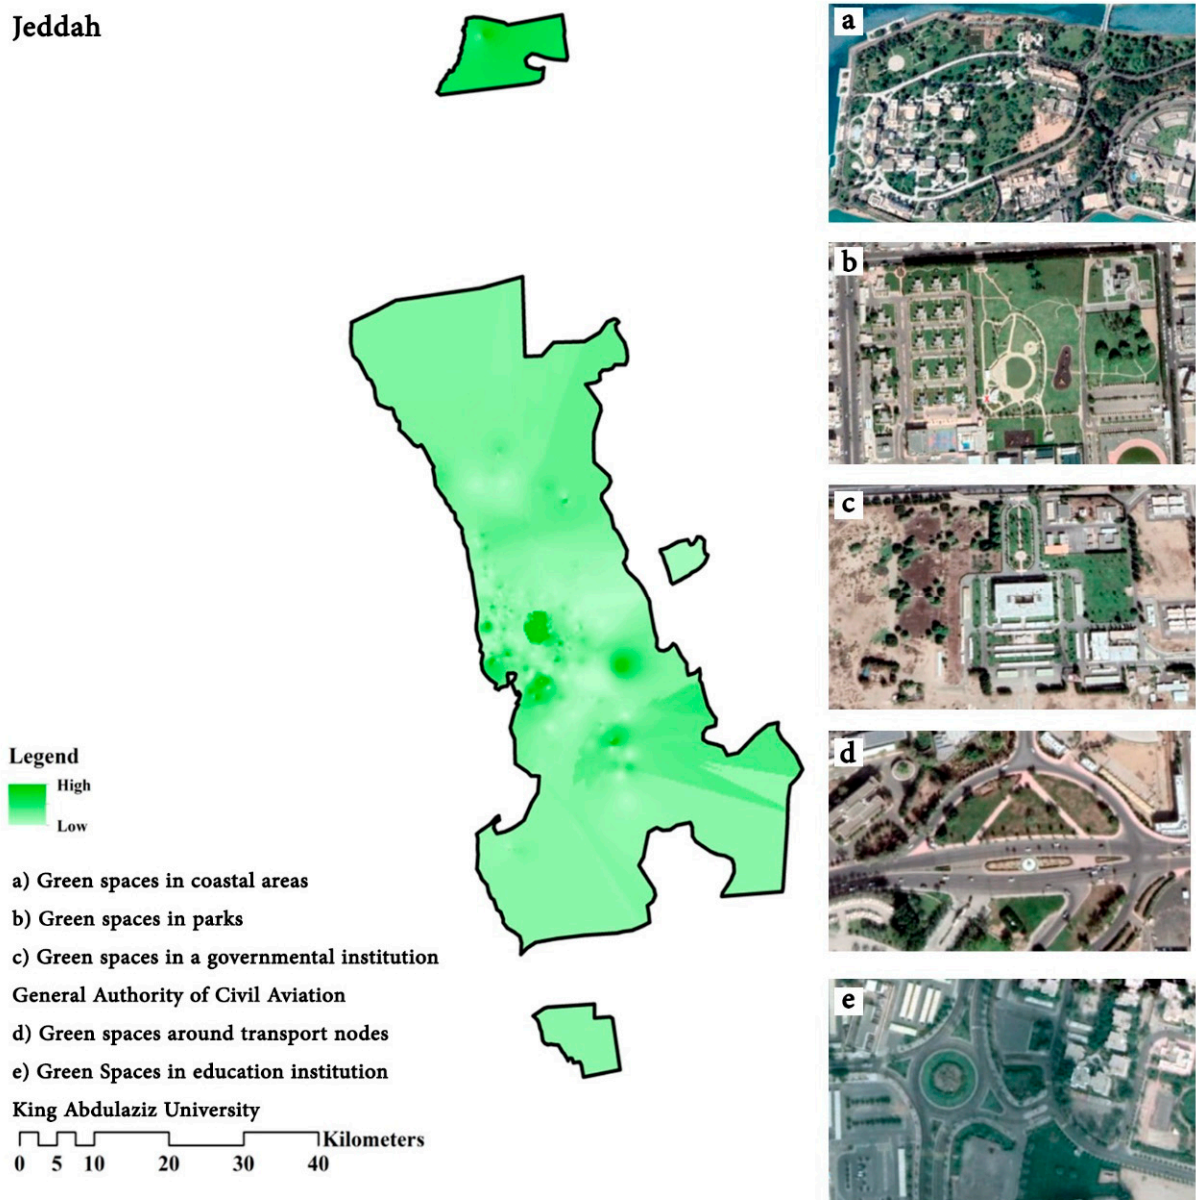 Jeddah
a
b
c
d
e
Legend
High
Low
a) Green spaces in coastal areas
b) Green spaces in parks
c) Green spaces in a governmental institution
General Authority of Civil Aviation
d) Green spaces around transport nodes
e) Green Spaces in education institution
King Abdulaziz University
Kilometers
0 5 10 20 30 40